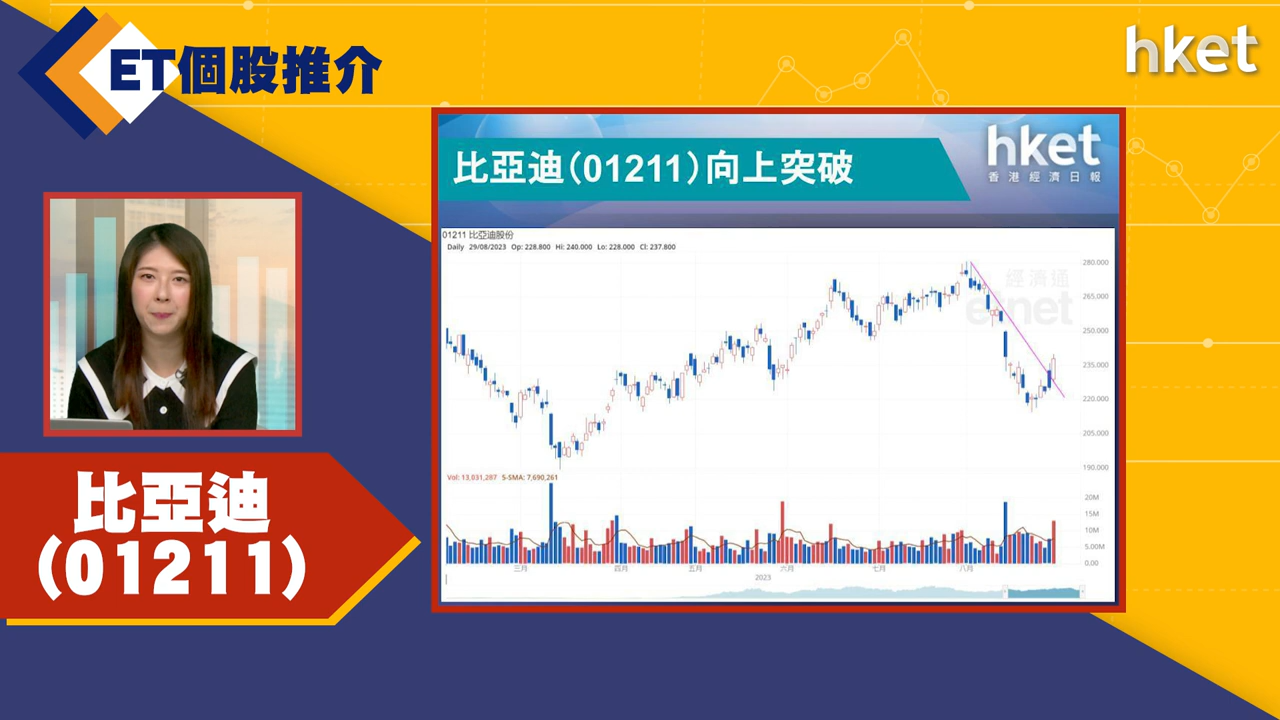 ET個股推介
hket
比亞迪(01211)向上突破
hket
香港經濟日報
01211 比亞迪股份
Daily 29/08/2023 Op: 228.800 Hi: 240.000 Lo: 228.000 Cl: 237.800
經濟通
etnet
280.000
265.000
250.000
235.000
220.000
205.000
190.000
Vol: 13,031,287 5-SMA: 7,690,261
20M
15M
10M
5.00M
0.00
三月 四月 五月 六月 七月 八月
2023
比亞迪
(01211)